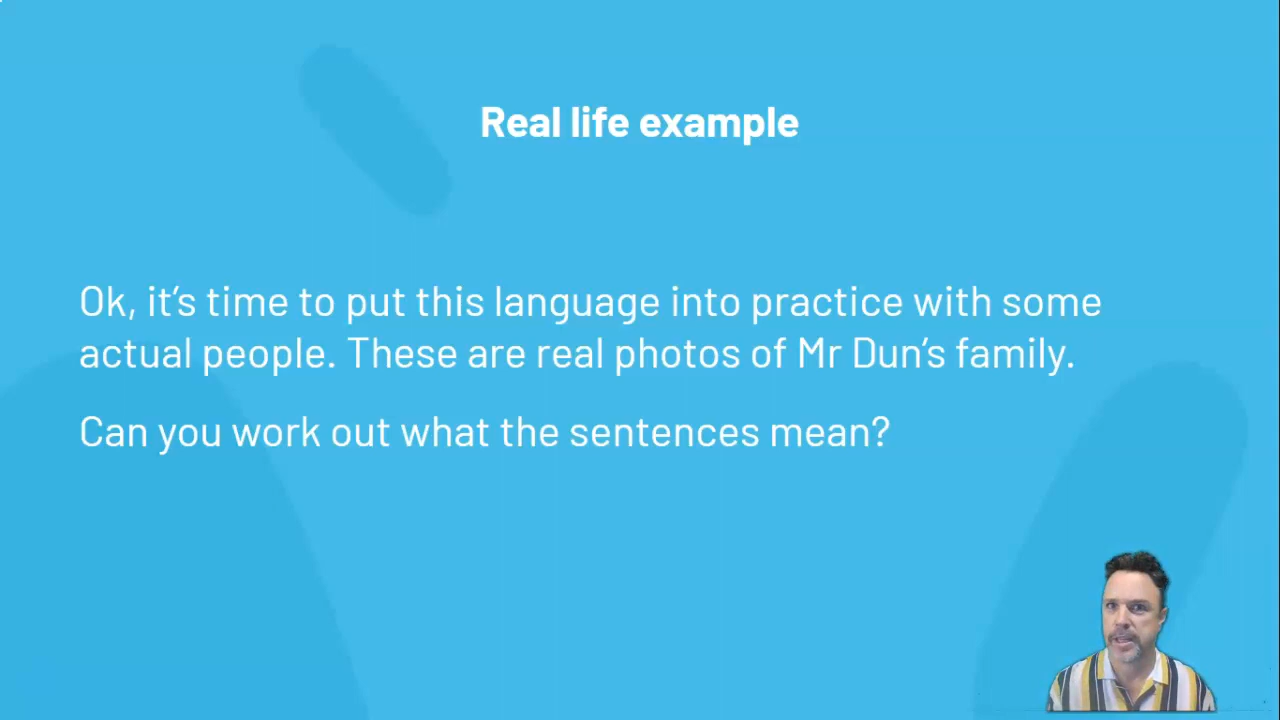 Real life example
Ok, it’s time to put this language into practice with some
actual people. These are real photos of Mr Dun’s family.
Can you work out what the sentences mean?